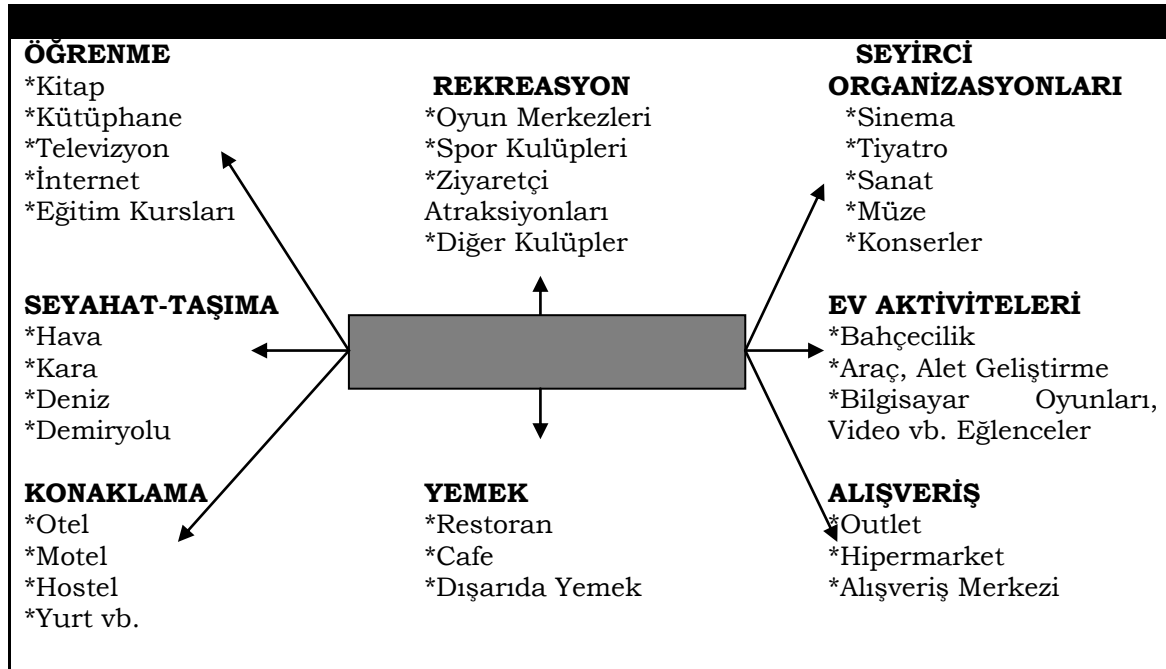 ÖĞRENME
*Kitap
*Kütüphane
*Televizyon
*İnternet
*Eğitim Kursları
REKREASYON
*Oyun Merkezleri
*Spor Kulüpleri
*Ziyaretçi
Atraksiyonları
*Diğer Kulüpler
SEYİRCİ
ORGANİZASYONLARI
*Sinema
*Tiyatro
*Sanat
*Müze
*Konserler
SEYAHAT-TAŞIMA
*Hava
*Kara
*Deniz
*Demiryolu
EV AKTİVİTELERİ
*Bahçecilik
*Araç, Alet Geliştirme
*Bilgisayar Oyunları,
Video vb. Eğlenceler
KONAKLAMA
*Otel
*Motel
*Hostel
*Yurt vb.
YEMEK
*Restoran
*Cafe
*Dışarıda Yemek
ALIŞVERİŞ
*Outlet
*Hipermarket
*Alışveriş Merkezi